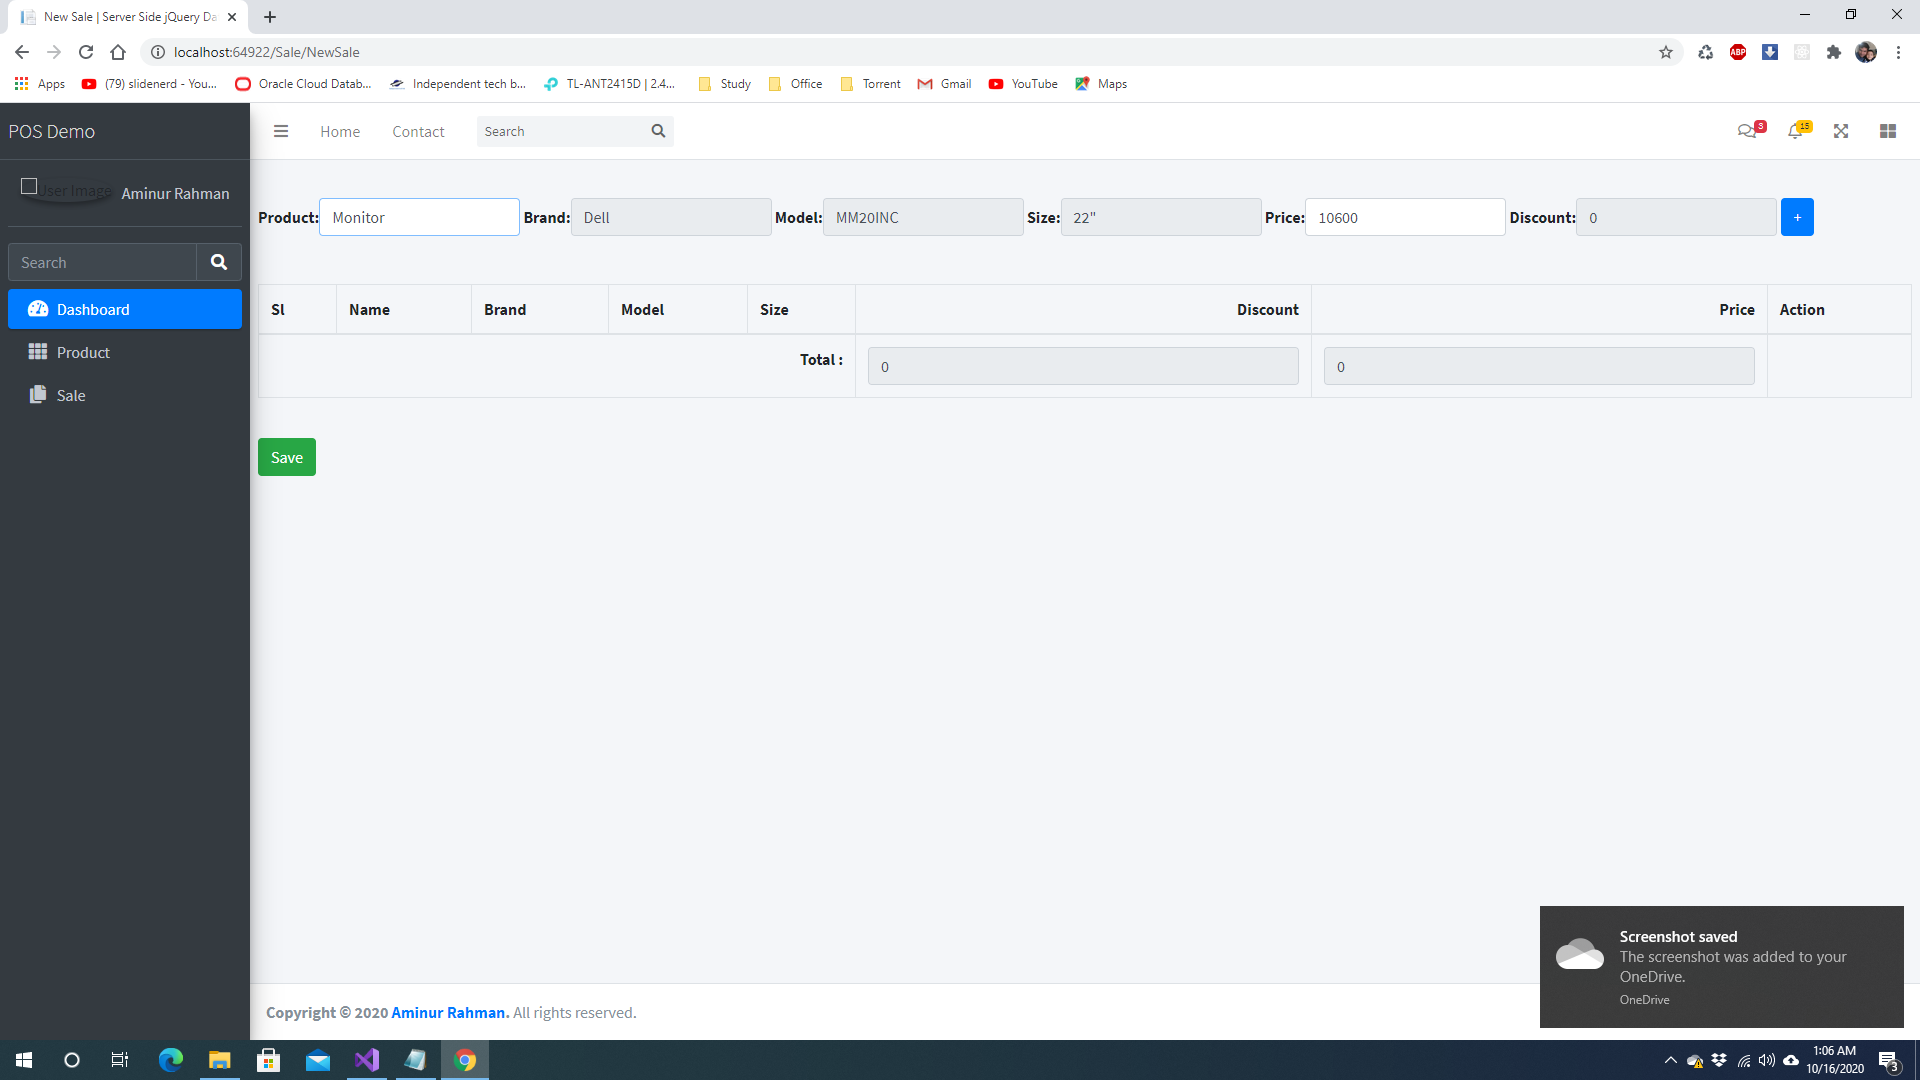 New Sale | Server Side jQuery Da
localhost:64922/Sale/NewSale
ABP
Apps (79) slidenerd - You... Oracle Cloud Datab... Independent tech b... TL-ANT2415D | 2.4... Study Office Torrent Gmail YouTube Maps
POS Demo Home Contact Search 3 15
User Image Aminur Rahman
Product: Monitor Brand: Dell Model: MM20INC Size: 22" Price: 10600 Discount: 0 +
Search
Dashboard
Product
Sale
Sl Name Brand Model Size Discount Price Action
Total : 0 0
Save
Screenshot saved
The screenshot was added to your
OneDrive.
OneDrive
Copyright © 2020 Aminur Rahman. All rights reserved.
1:06 AM
10/16/2020
3